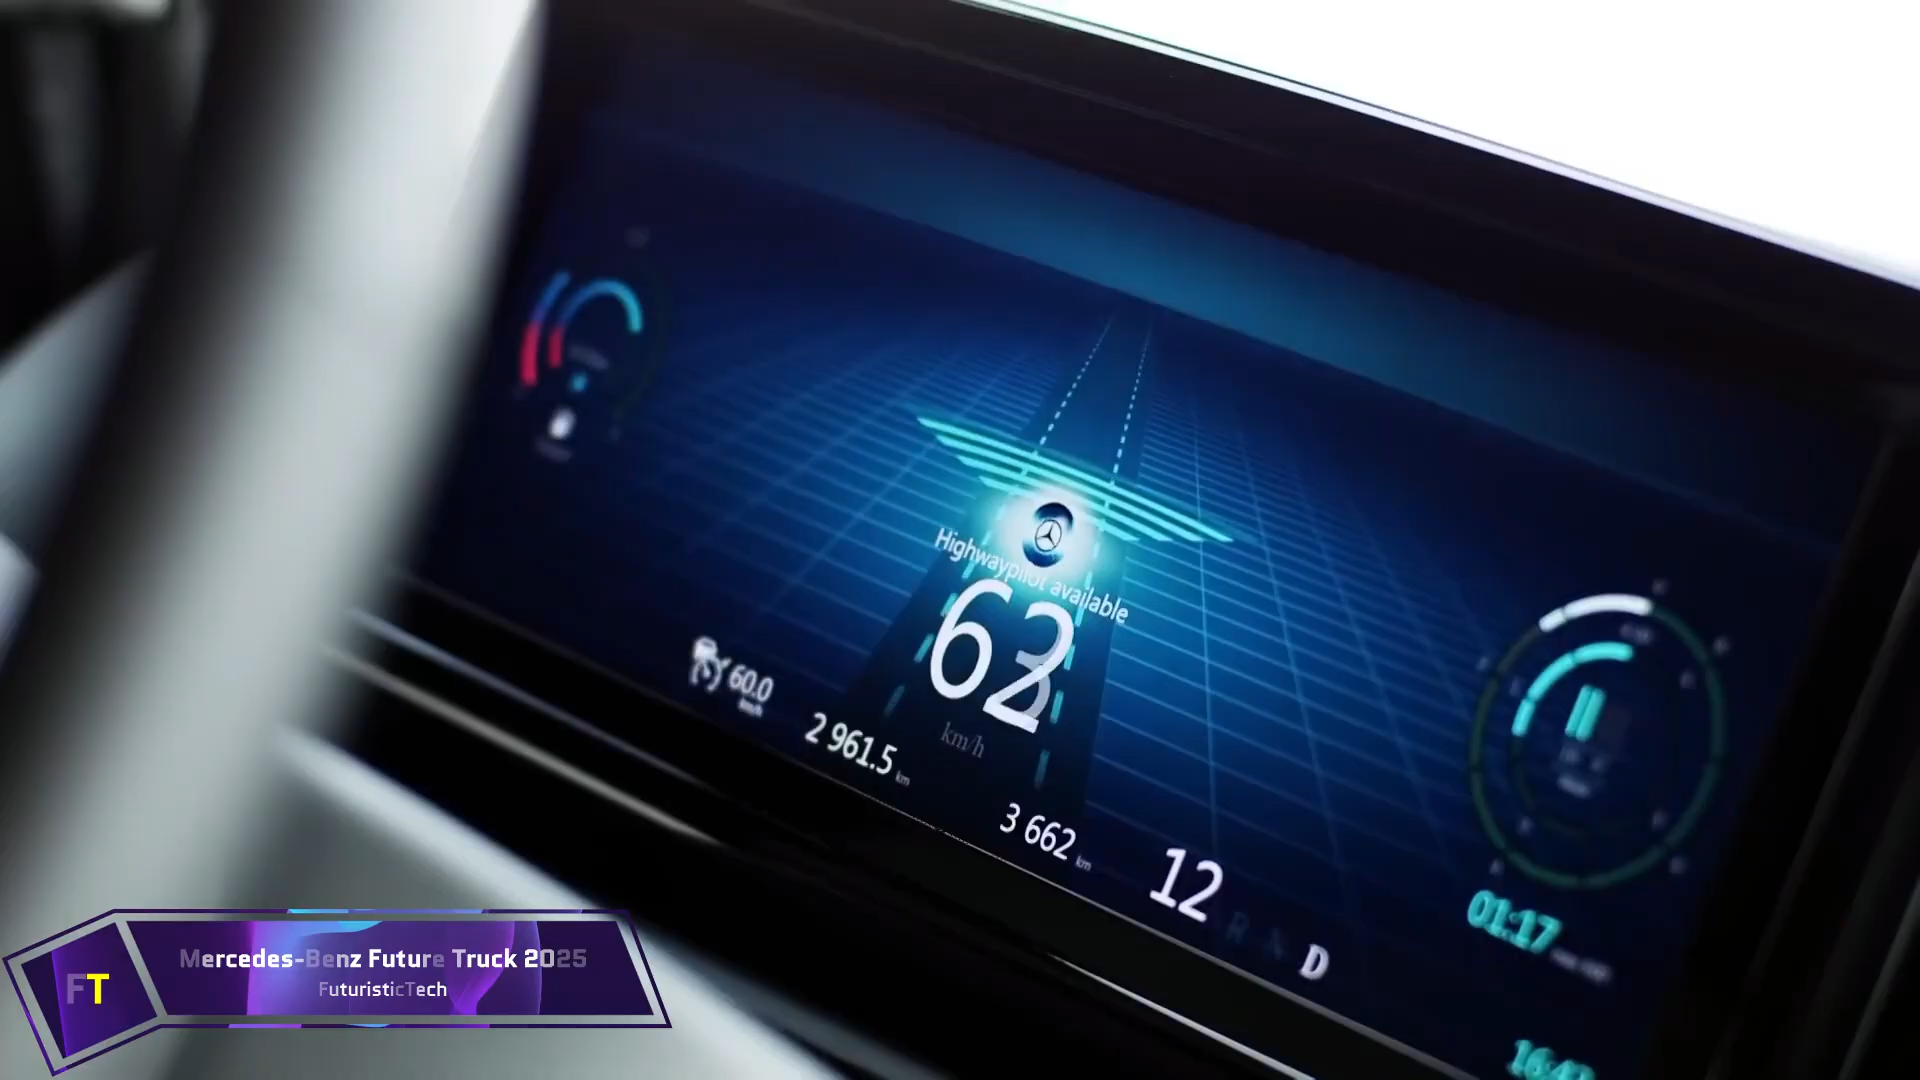 Highwaypilot available
62
km/h
60.0
km/h
2 961.5 km
3 662 km
12
R N D
01:17
FT
Mercedes-Benz Future Truck 2025
FuturisticTech